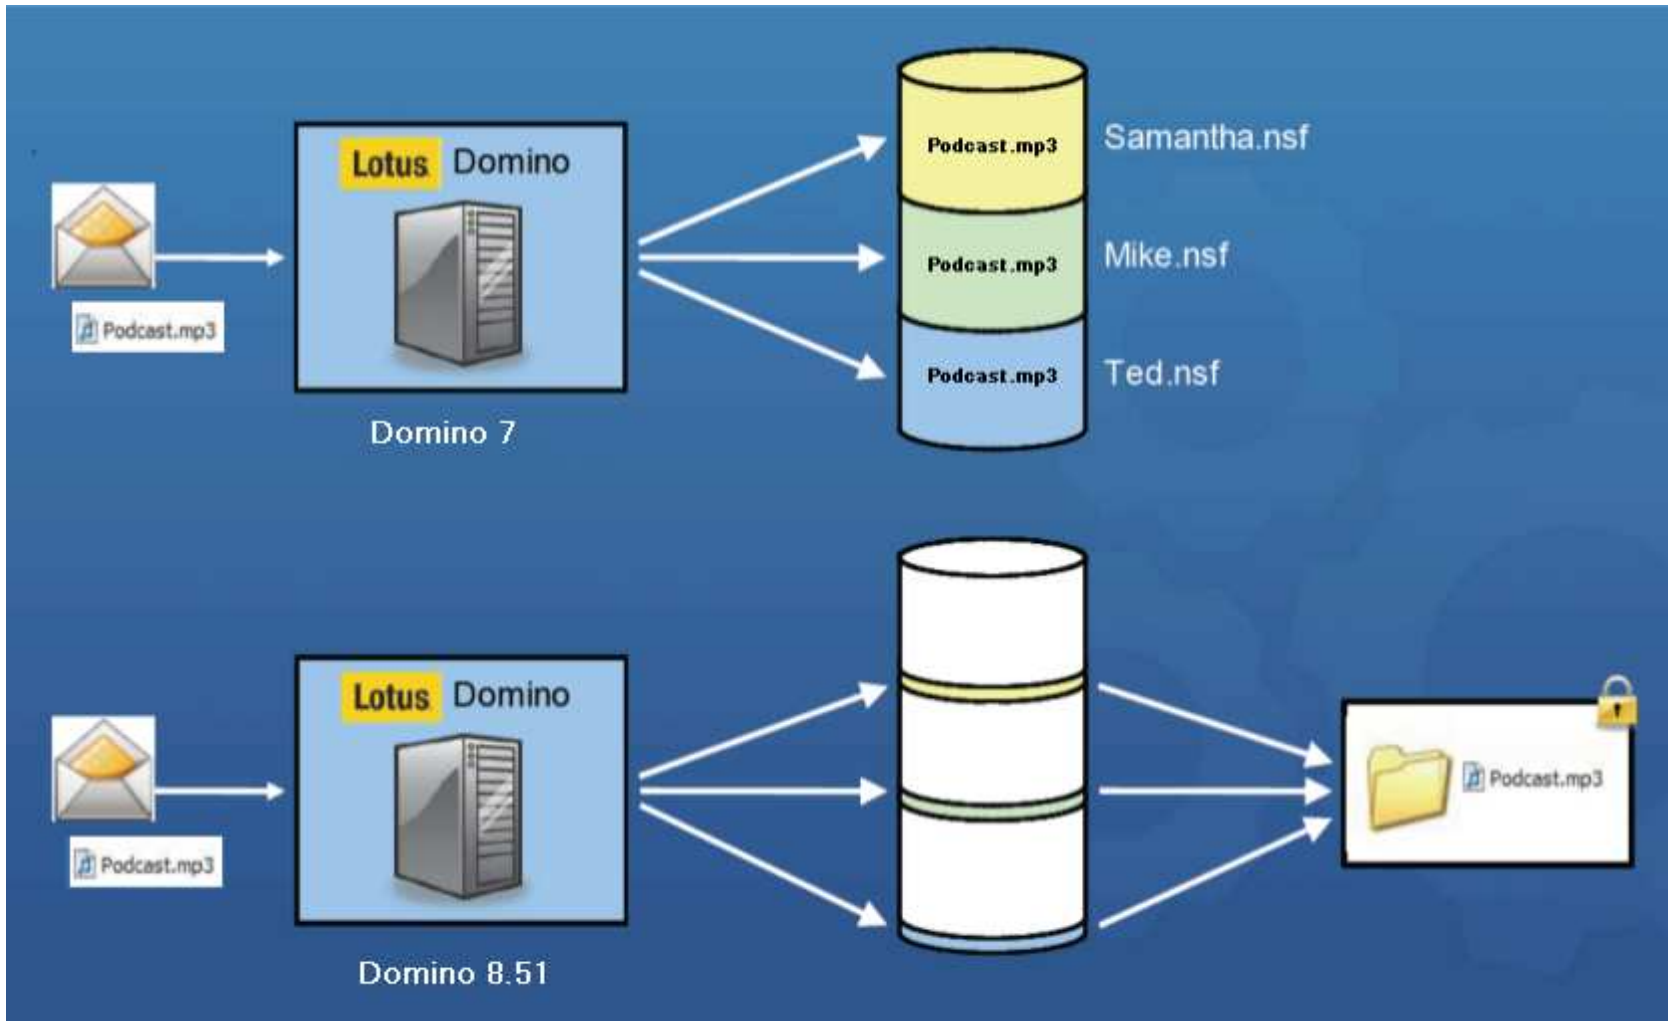 Lotus Domino
Podcast.mp3
Domino 7
Podcast.mp3
Samantha.nsf
Podcast.mp3
Mike.nsf
Podcast.mp3
Ted.nsf
Lotus Domino
Podcast.mp3
Domino 8.51
Podcast.mp3